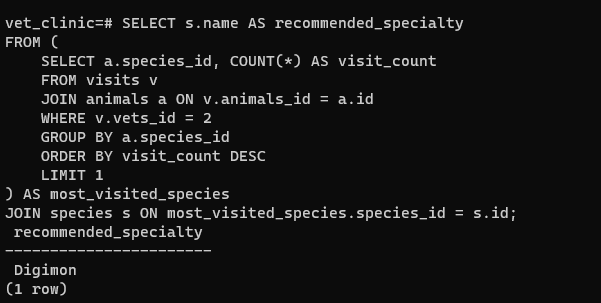 vet_clinic=# SELECT s.name AS recommended_specialty
FROM (
    SELECT a.species_id, COUNT(*) AS visit_count
    FROM visits v
    JOIN animals a ON v.animals_id = a.id
    WHERE v.vets_id = 2
    GROUP BY a.species_id
    ORDER BY visit_count DESC
    LIMIT 1
) AS most_visited_species
JOIN species s ON most_visited_species.species_id = s.id;
 recommended_specialty
-----------------------
 Digimon
(1 row)